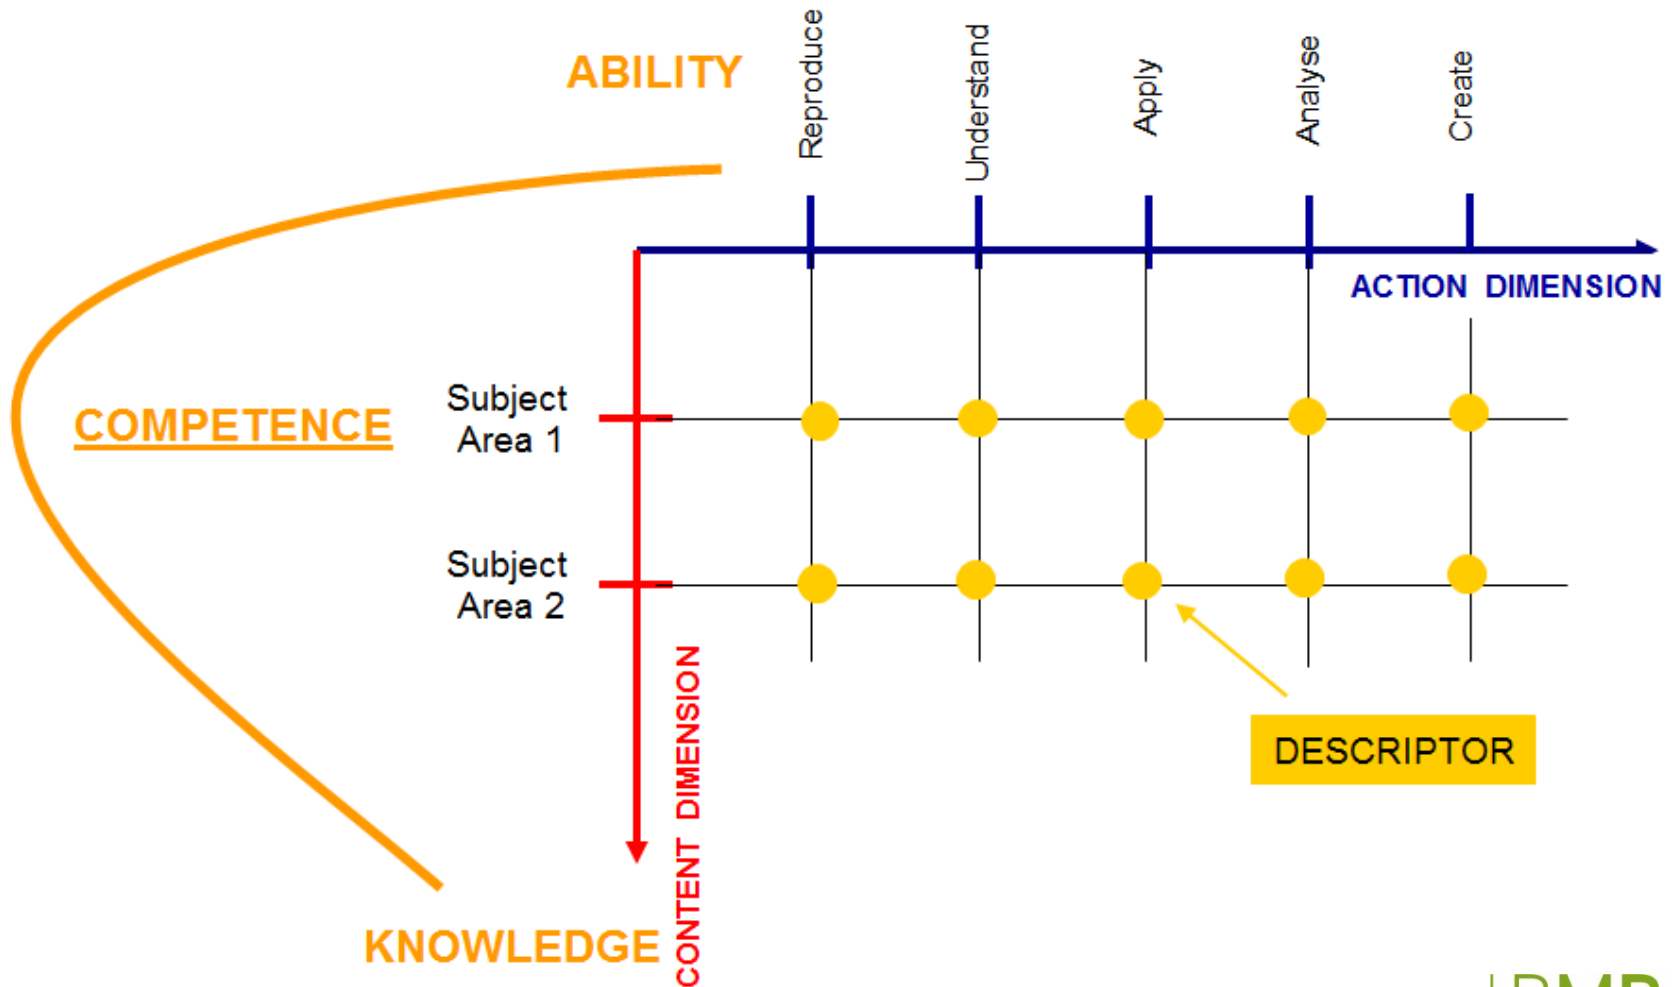 ABILITY
Reproduce
Understand
Apply
Analyse
Create
ACTION DIMENSION
COMPETENCE
Subject
Area 1
Subject
Area 2
CONTENT DIMENSION
DESCRIPTOR
KNOWLEDGE